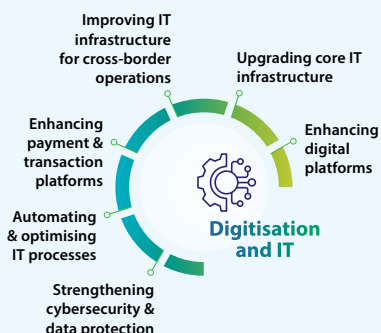 Improving IT
infrastructure
for cross-border
operations
Upgrading core IT
infrastructure
Enhancing
payment &
transaction
platforms
Enhancing
digital
platforms
Automating
& optimising
IT processes
Digitisation
and IT
Strengthening
cybersecurity &
data protection